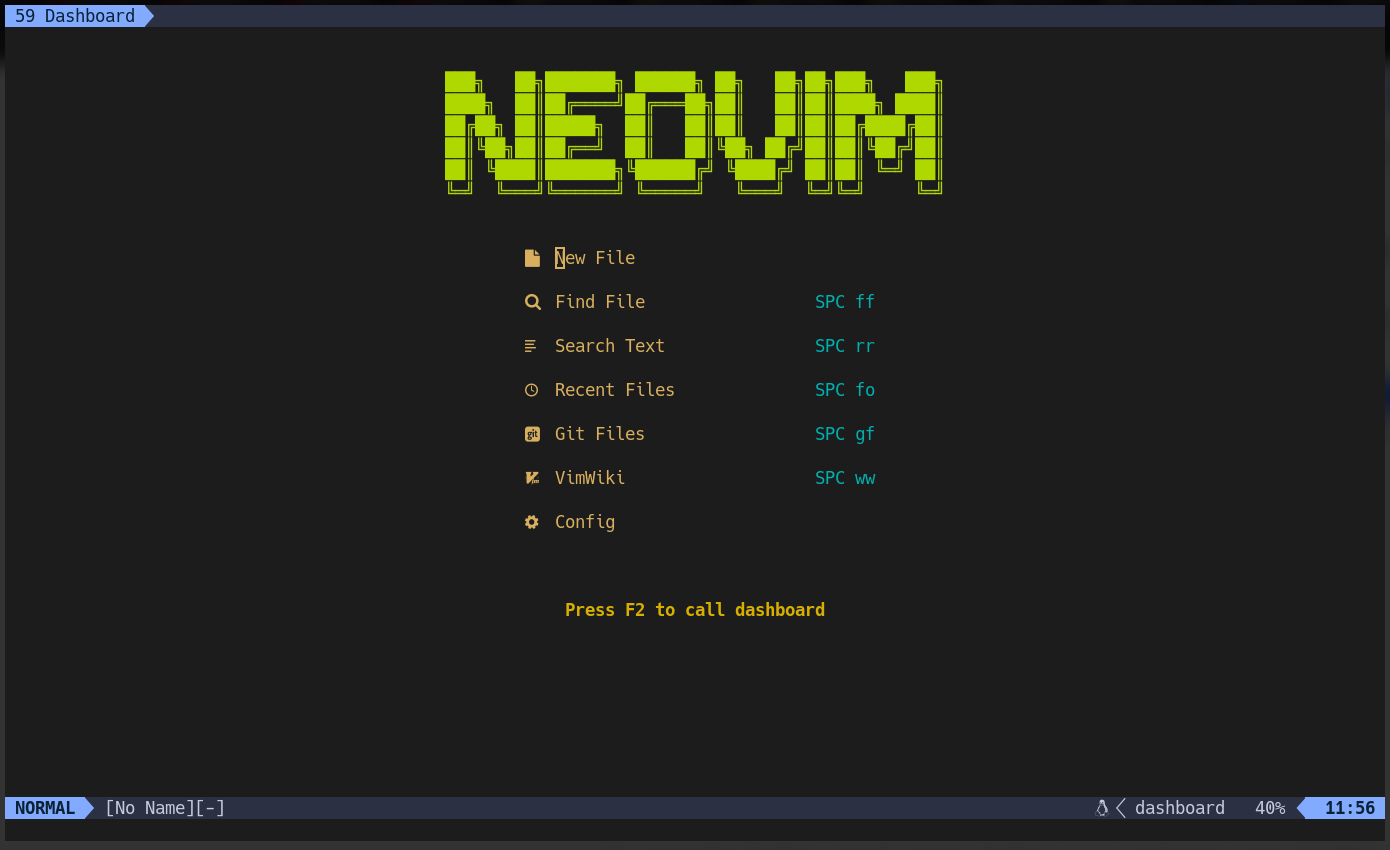 59 Dashboard
NEOVIM
New File
Find File SPC ff
Search Text SPC rr
Recent Files SPC fo
git Git Files SPC gf
VimWiki SPC ww
Config
Press F2 to call dashboard
NORMAL [No Name][-] dashboard 40% 11:56